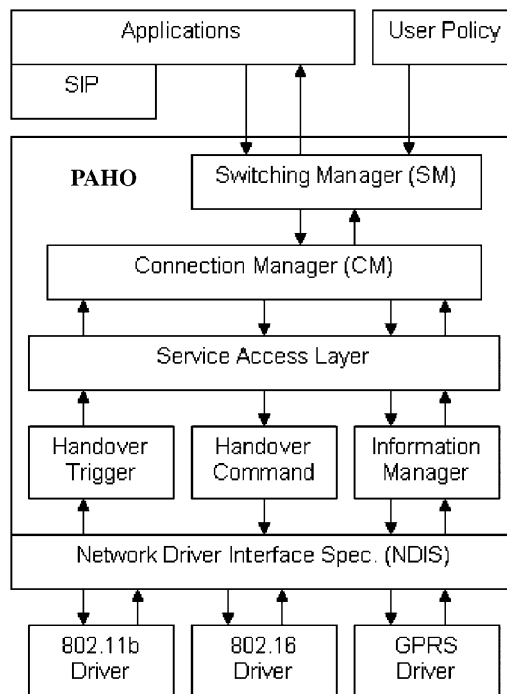 Applications
User Policy
SIP
PAHO
Switching Manager (SM)
Connection Manager (CM)
Service Access Layer
Handover
Trigger
Handover
Command
Information
Manager
Network Driver Interface Spec. (NDIS)
802.11b
Driver
802.16
Driver
GPRS
Driver